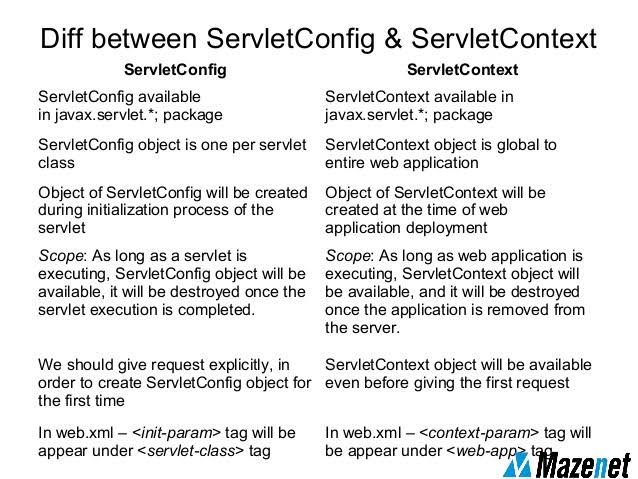 Diff between ServletConfig & ServletContext
ServletConfig
ServletConfig available
in javax.servlet.*; package
ServletConfig object is one per servlet
class
Object of ServletConfig will be created
during initialization process of the
servlet
Scope: As long as a servlet is
executing, ServletConfig object will be
available, it will be destroyed once the
servlet execution is completed.
We should give request explicitly, in
order to create ServletConfig object for
the first time
In web.xml – <init-param> tag will be
appear under <servlet-class> tag
ServletContext
ServletContext available in
javax.servlet.*; package
ServletContext object is global to
entire web application
Object of ServletContext will be
created at the time of web
application deployment
Scope: As long as web application is
executing, ServletContext object will
be available, and it will be destroyed
once the application is removed from
the server.
ServletContext object will be available
even before giving the first request
In web.xml – <context-param> tag will
be appear under <web-app> tag
Mazenet